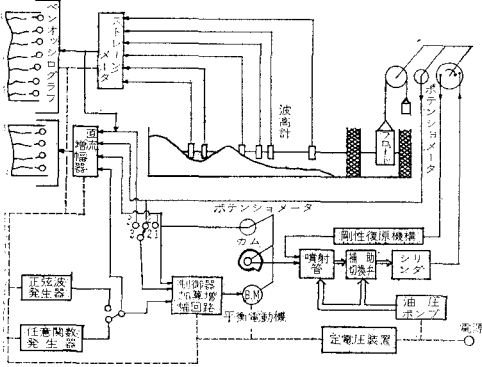 ペンオッシログラフ
ストレーンメータ
波高計
ポテンショメータ
フロート
直流増幅器
ポテンショメータ
カム
剛性復原機構
噴射管
補助切換弁
シリンダ
正弦波発生器
任意関数発生器
制御器
幅回路
B.M
平衡電動機
油圧ポンプ
定電圧装置
電源